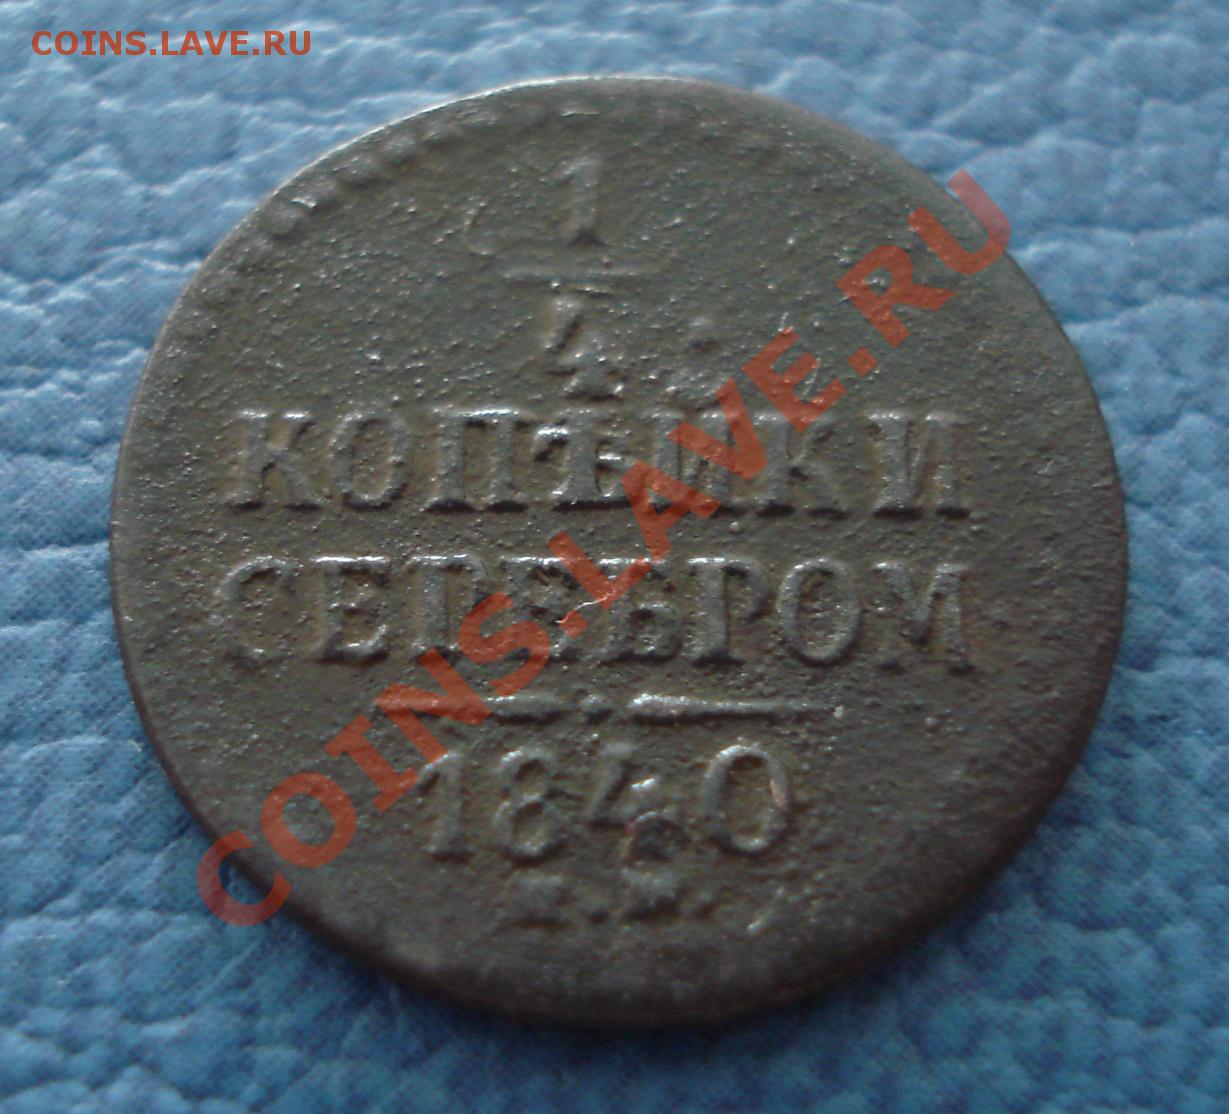 COINS.LAVE.RU
1
4
КОПѢЙКИ
СЕРЕБРОМ
1840
COINS.LAVE.RU